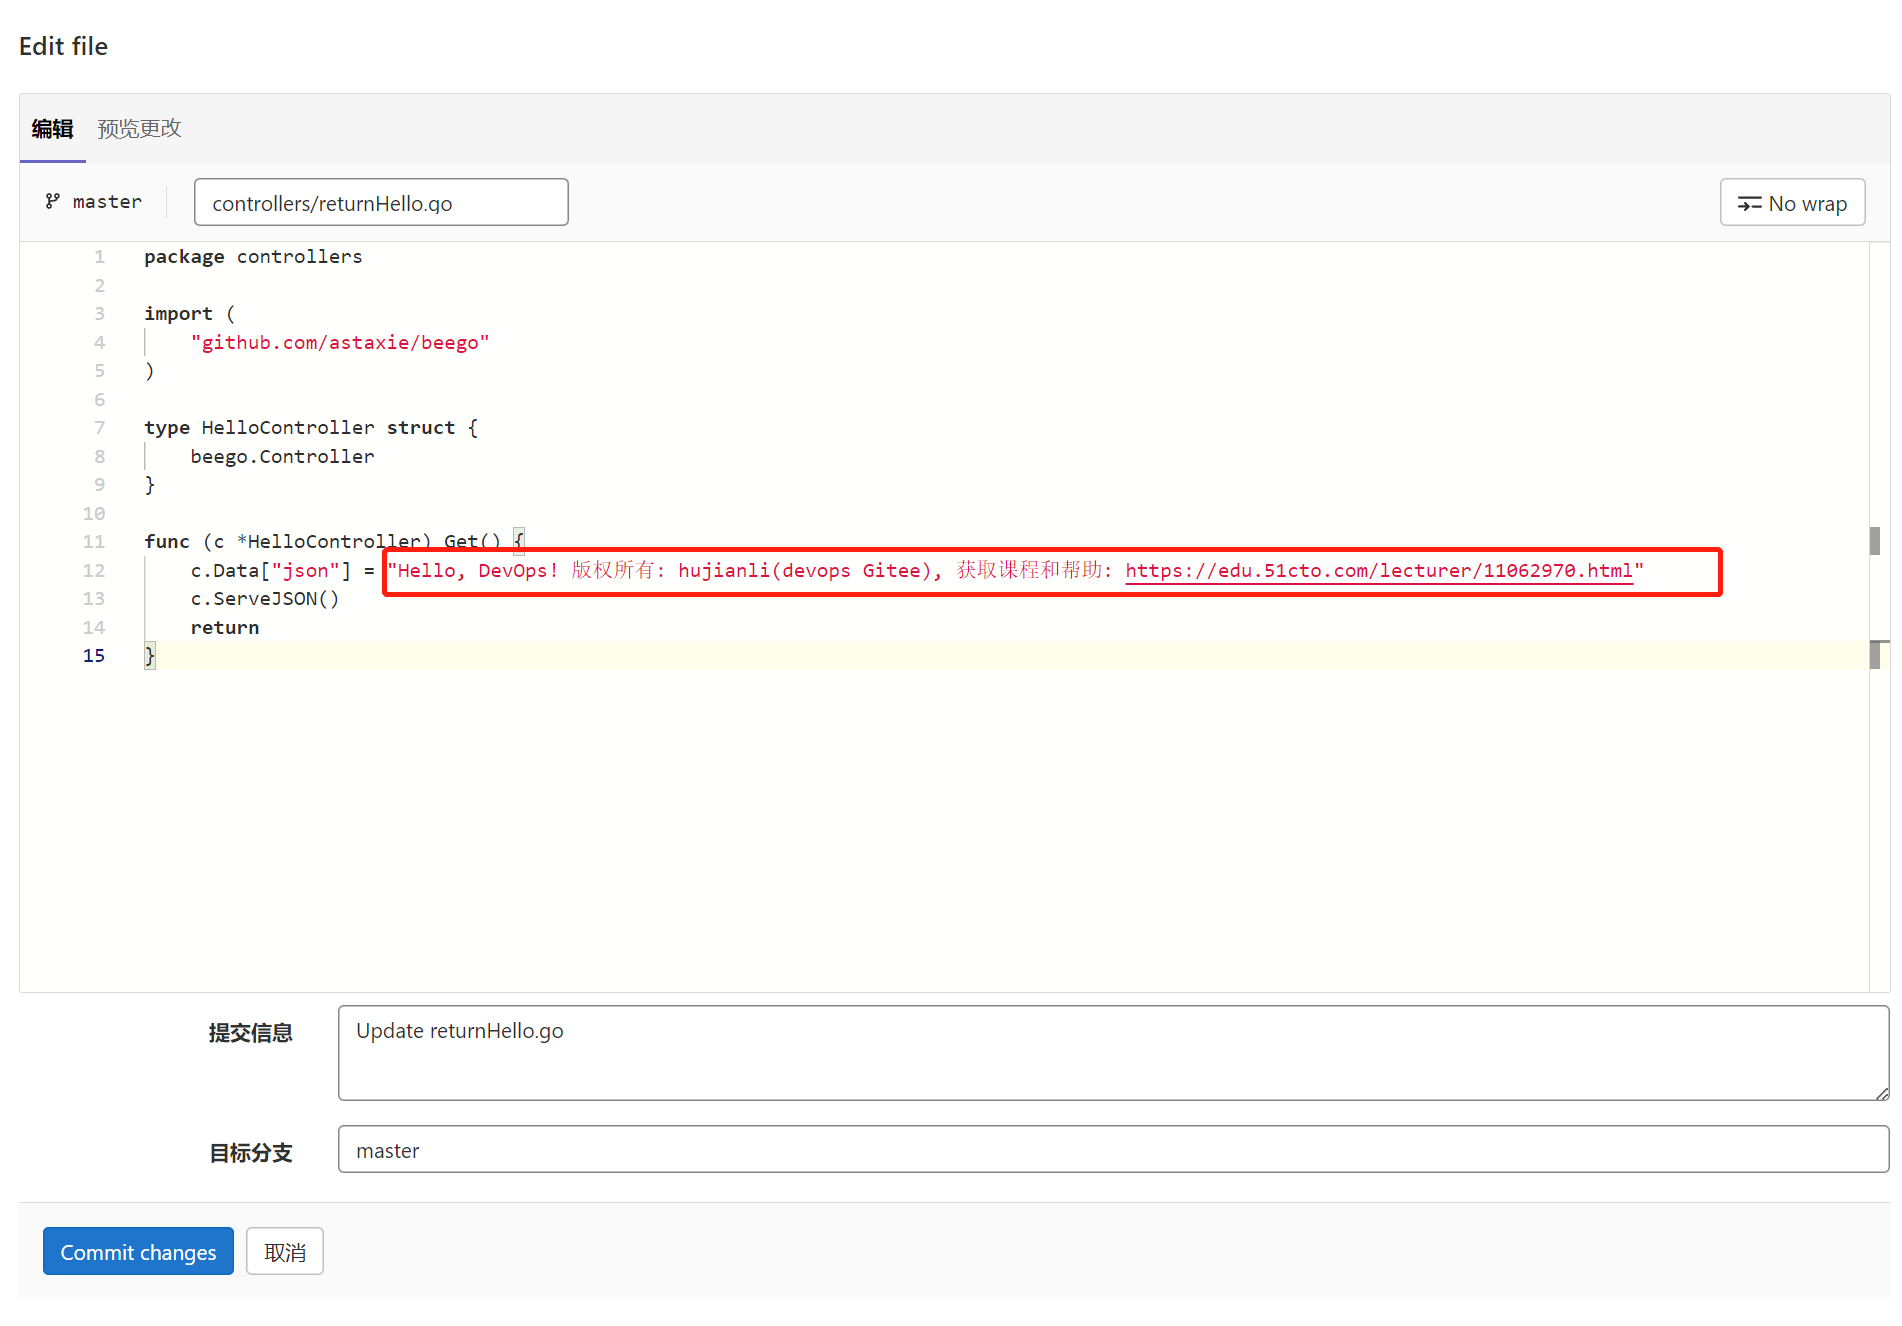 Edit file
编辑 预览更改
master controllers/returnHello.go No wrap
1 package controllers
2
3 import (
4 "github.com/astaxie/beego"
5 )
6
7 type HelloController struct {
8 beego.Controller
9 }
10
11 func (c *HelloController) Get() {
12 c.Data["json"] = "Hello, DevOps! 版权所有: hujianli(devops Gitee), 获取课程和帮助: https://edu.51cto.com/lecturer/11062970.html"
13 c.ServeJSON()
14 return
15 }
提交信息 Update returnHello.go
目标分支 master
Commit changes 取消